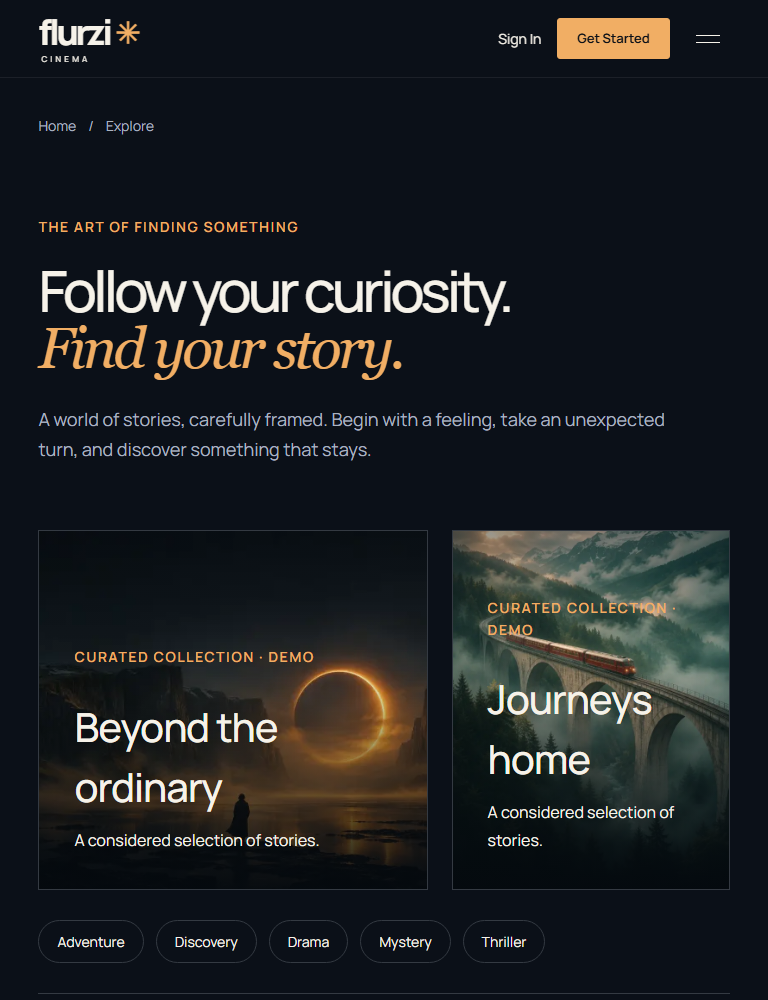 flurzi
CINEMA
Sign In
Get Started
Home / Explore
THE ART OF FINDING SOMETHING
Follow your curiosity.
Find your story.
A world of stories, carefully framed. Begin with a feeling, take an unexpected
turn, and discover something that stays.
CURATED COLLECTION · DEMO
Beyond the
ordinary
A considered selection of stories.
CURATED COLLECTION ·
DEMO
Journeys
home
A considered selection of
stories.
Adventure
Discovery
Drama
Mystery
Thriller